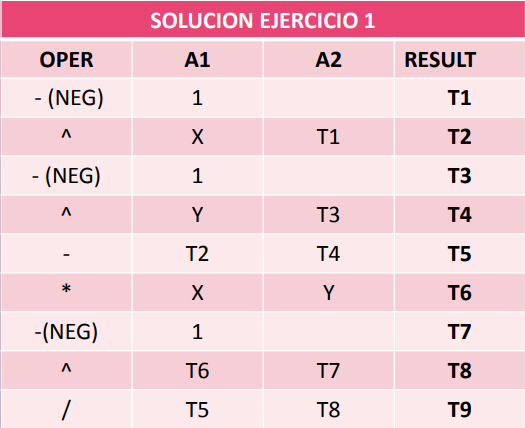 SOLUCION EJERCICIO 1
OPER A1 A2 RESULT
- (NEG) 1 T1
^ X T1 T2
- (NEG) 1 T3
^ Y T3 T4
- T2 T4 T5
* X Y T6
-(NEG) 1 T7
^ T6 T7 T8
/ T5 T8 T9